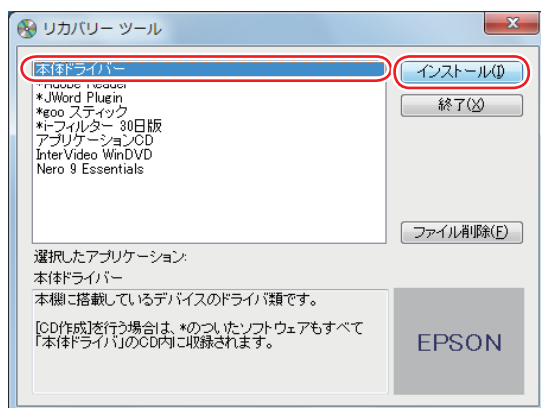 リカバリー ツール
本体ドライバー
*Adobe Reader
*JWord Plugin
*goo スティック
*i-フィルター 30日版
アプリケーションCD
InterVideo WinDVD
Nero 9 Essentials
インストール(I)
終了(X)
ファイル削除(F)
選択したアプリケーション:
本体ドライバー
本機に搭載しているデバイスのドライバ類です。
[CD作成]を行う場合は、*のついたソフトウェアもすべて
「本体ドライバ」のCD内に収録されます。
EPSON